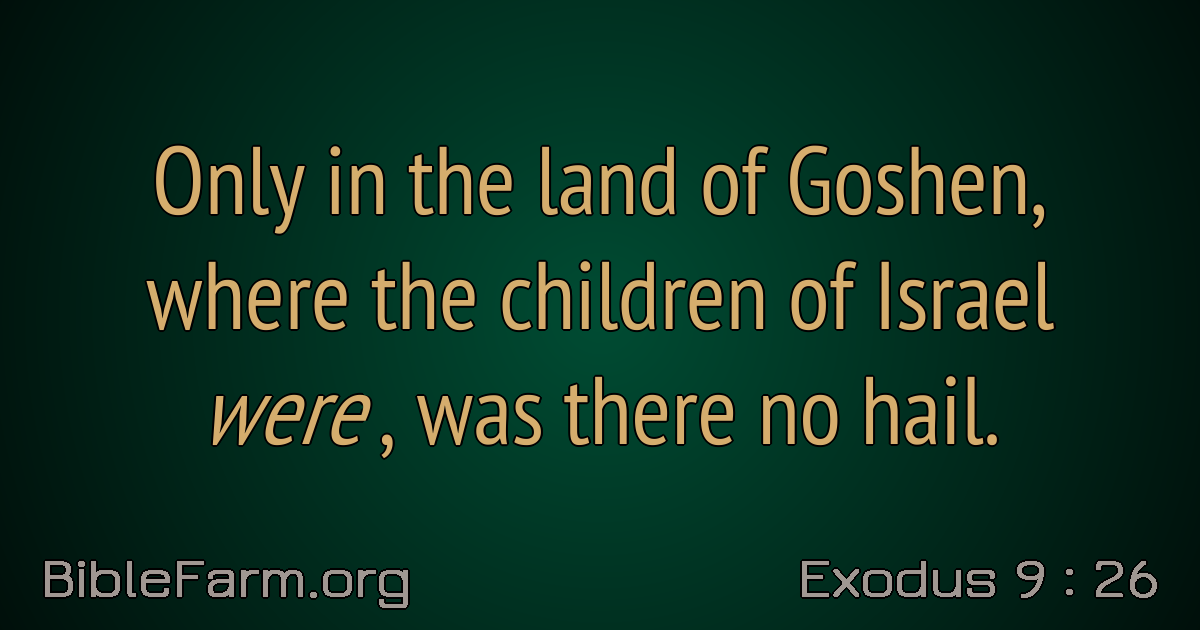 Only in the land of Goshen,
where the children of Israel
were , was there no hail.
BibleFarm.org
Exodus 9 : 26